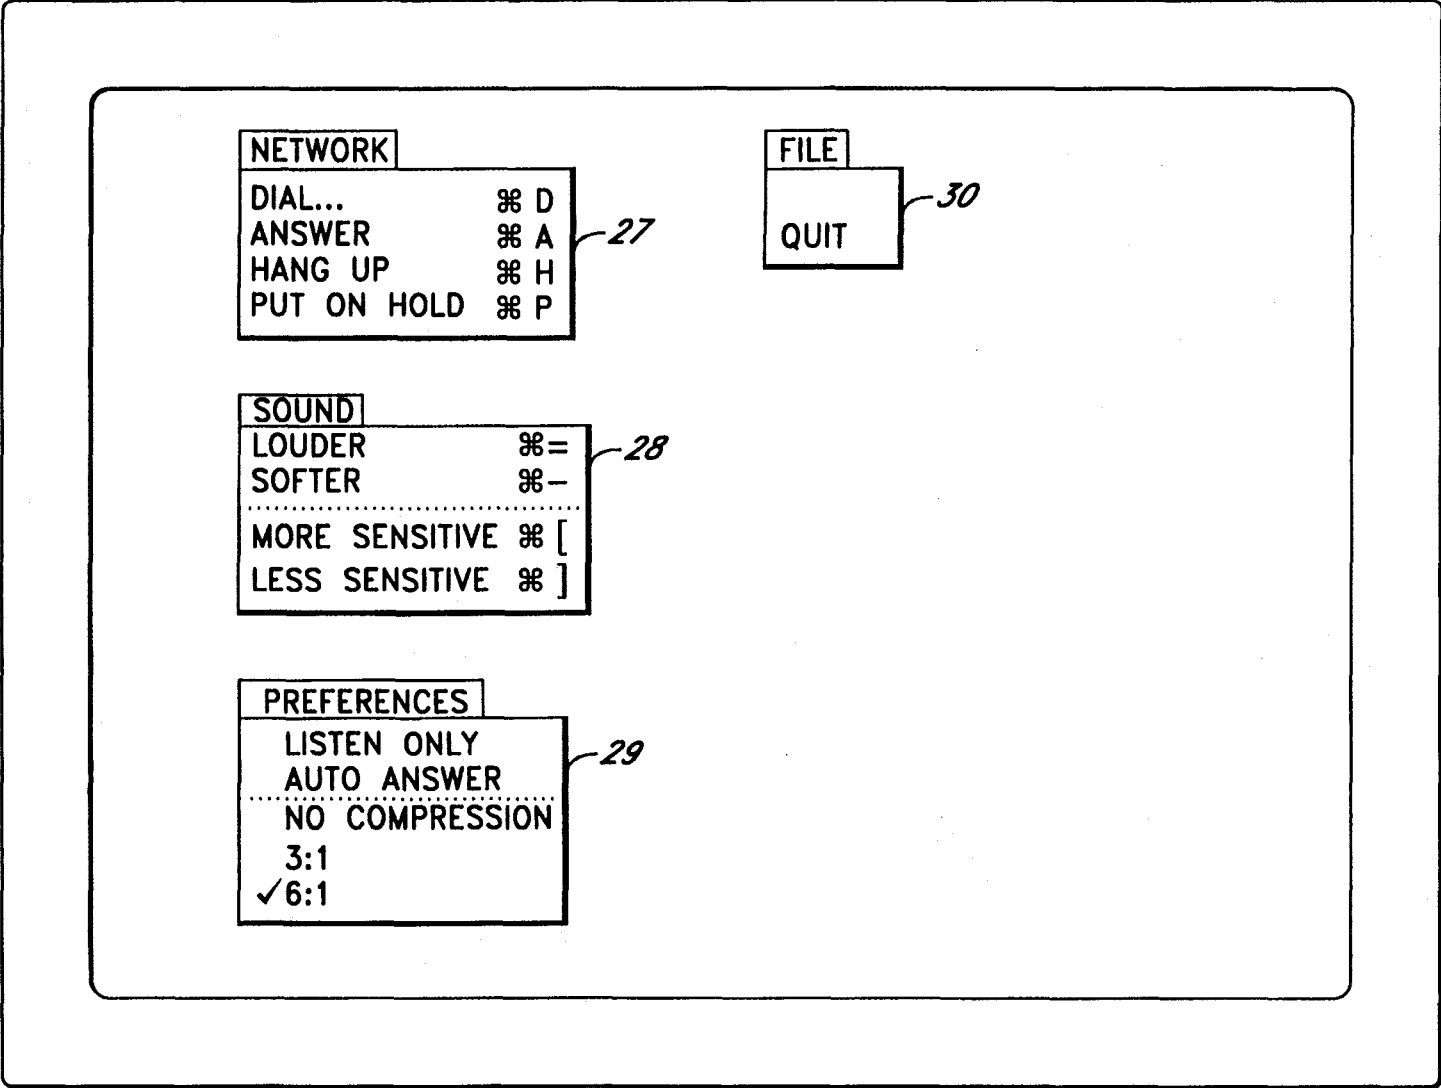 NETWORK
DIAL... ⌘ D
ANSWER ⌘ A
HANG UP ⌘ H
PUT ON HOLD ⌘ P
27
FILE
QUIT
30
SOUND
LOUDER ⌘=
SOFTER ⌘–
MORE SENSITIVE ⌘ [
LESS SENSITIVE ⌘ ]
28
PREFERENCES
LISTEN ONLY
AUTO ANSWER
NO COMPRESSION
3:1
✓6:1
29